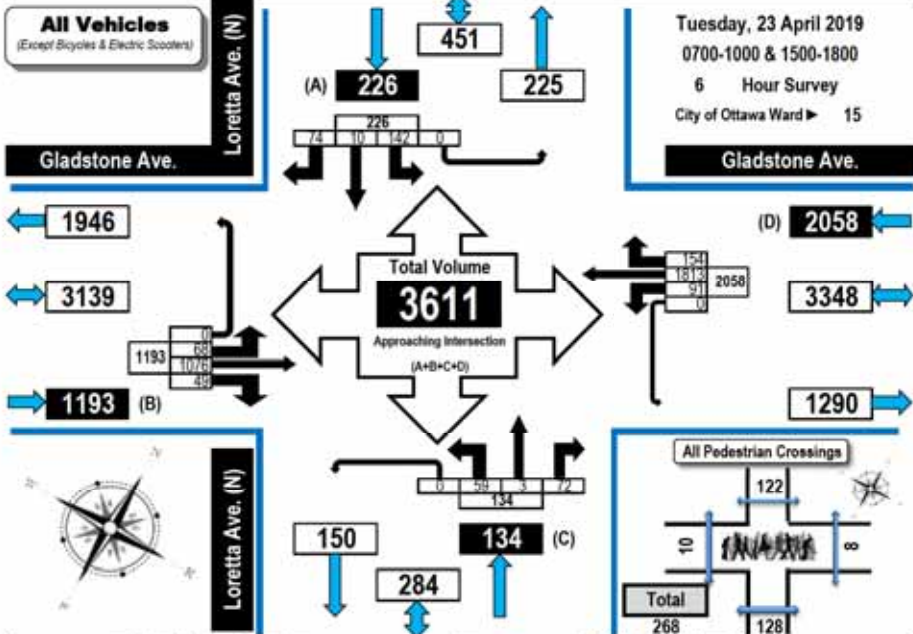 All Vehicles
(Except Bicycles & Electric Scooters)
Loretta Ave. (N)
Gladstone Ave.
451
(A) 226
225
226
74 10 142 0
Tuesday, 23 April 2019
0700-1000 & 1500-1800
6 Hour Survey
City of Ottawa Ward ► 15
Gladstone Ave.
1946
3139
1193 (B)
0
68
1193
1076
49
Total Volume
3611
Approaching Intersection
(A+B+C+D)
154
1813
2058
91
0
(D) 2058
3348
1290
Loretta Ave. (N)
0 59 3 72
134
150
134 (C)
284
All Pedestrian Crossings
122
10
8
Total
268
128